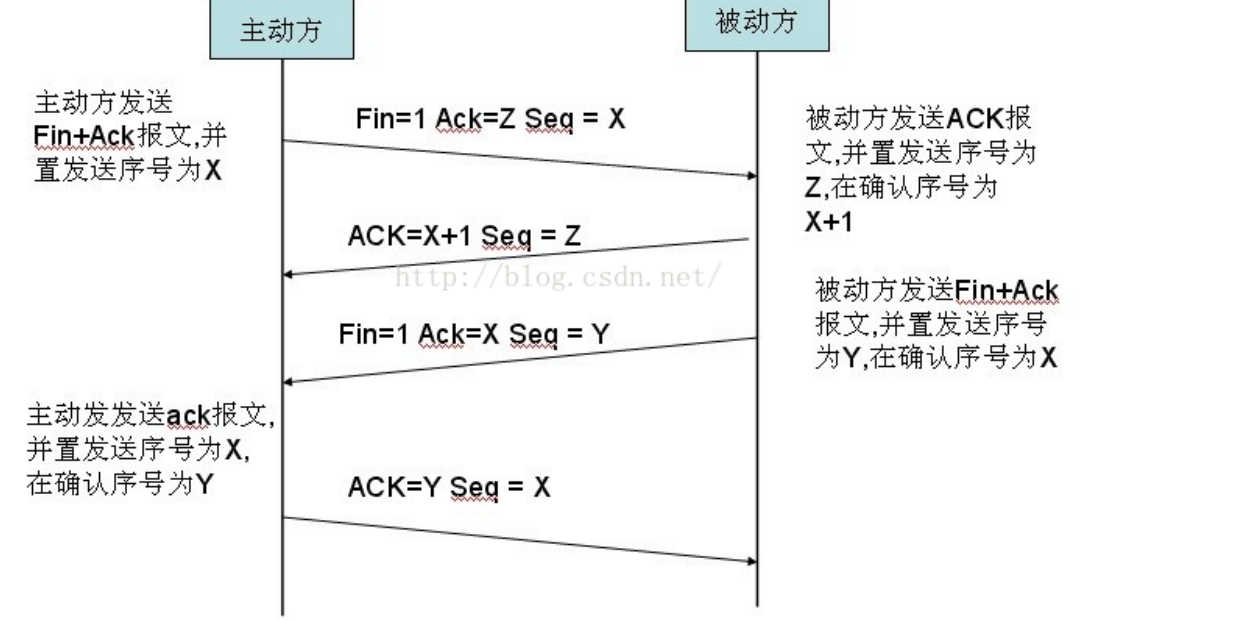 主动方
被动方
主动方发送
Fin+Ack报文,并
置发送序号为X
Fin=1 Ack=Z Seq = X
被动方发送ACK报
文,并置发送序号为
Z,在确认序号为
X+1
ACK=X+1 Seq = Z
http://blog.csdn.net/
被动方发送Fin+Ack
报文,并置发送序号
为Y,在确认序号为X
Fin=1 Ack=X Seq = Y
主动发发送ack报文,
并置发送序号为X,
在确认序号为Y
ACK=Y Seq = X